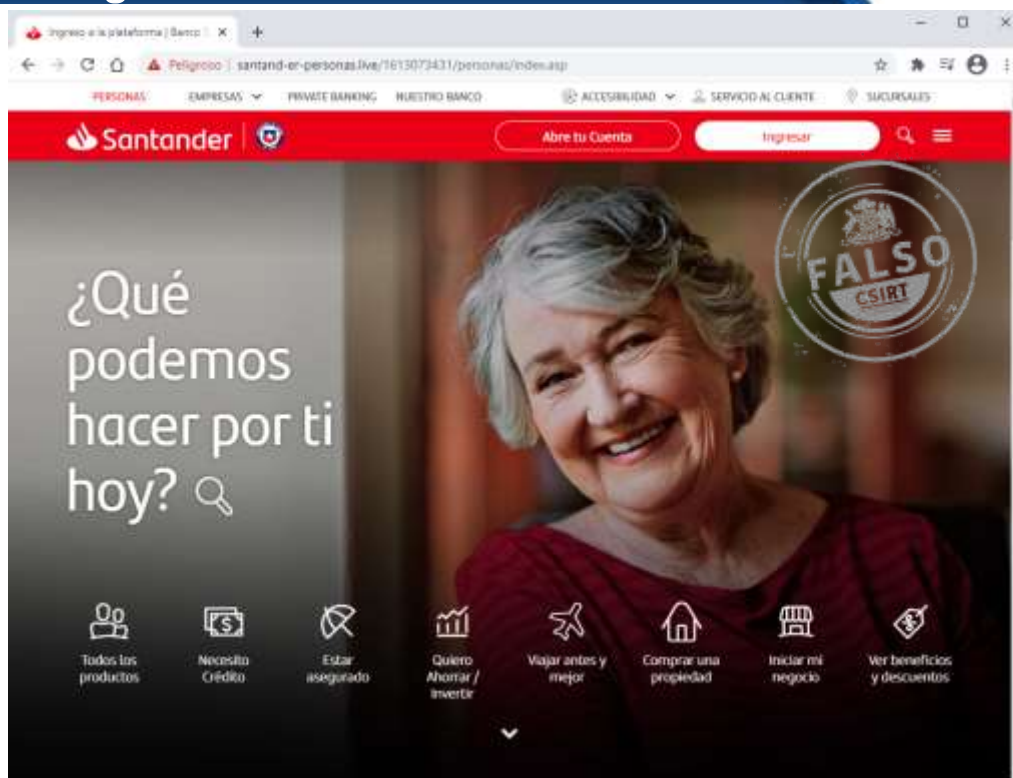 Ingreso a la plataforma | Banco
Peligroso | santand-er-personas.live/1613073431/personas/index.asp
PERSONAS EMPRESAS PRIVATE BANKING NUESTRO BANCO ACCESIBILIDAD SERVICIO AL CLIENTE SUCURSALES
Santander Abre tu Cuenta Ingresar
FALSO
CSIRT
¿Qué
podemos
hacer por ti
hoy?
Todos los
productos
Necesito
Crédito
Estar
asegurado
Quiero
Ahorrar /
Invertir
Viajar antes y
mejor
Comprar una
propiedad
Iniciar mi
negocio
Ver beneficios
y descuentos